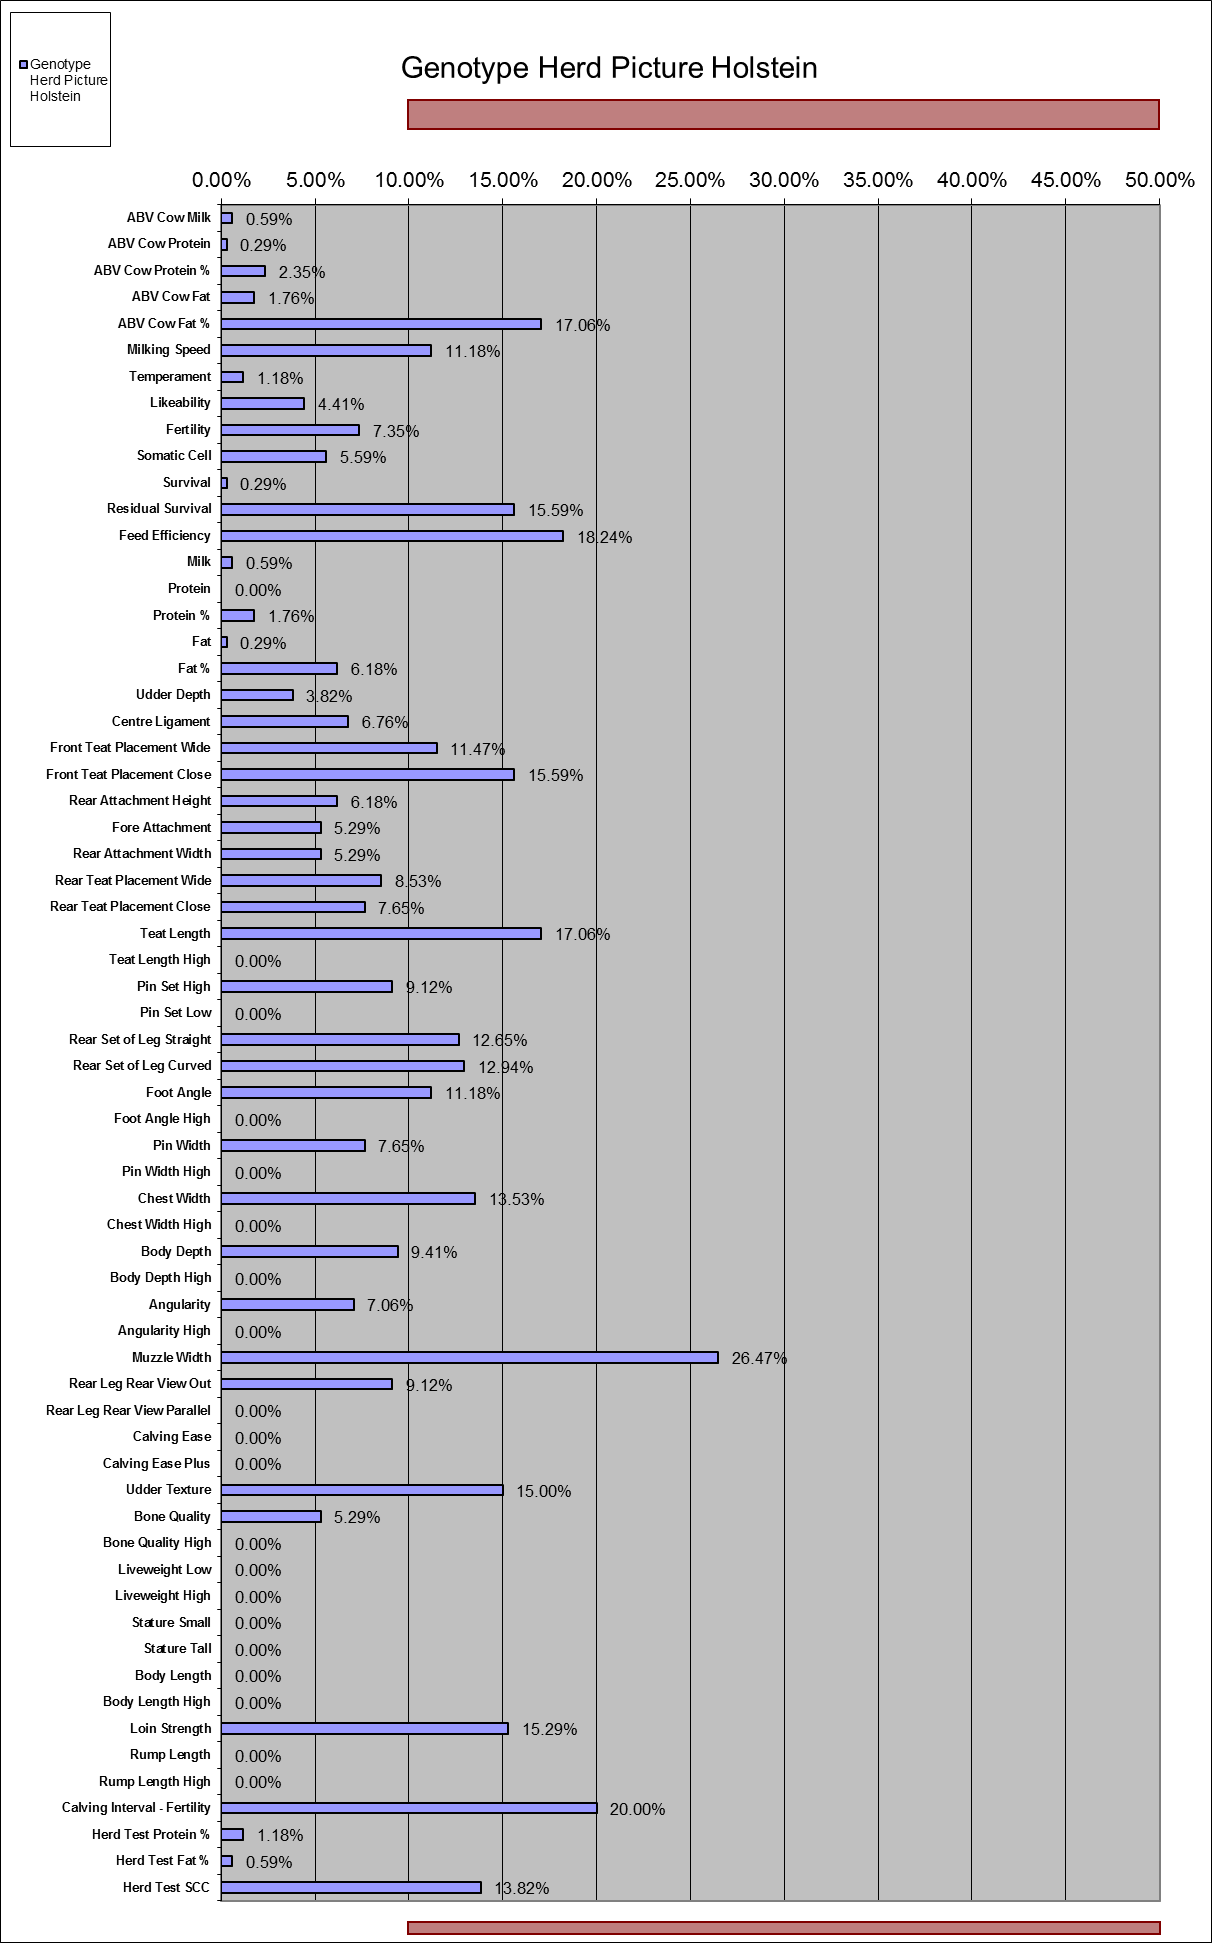 Genotype
Herd Picture
Holstein
Genotype Herd Picture Holstein
0.00% 5.00% 10.00% 15.00% 20.00% 25.00% 30.00% 35.00% 40.00% 45.00% 50.00%
ABV Cow Milk 0.59%
ABV Cow Protein 0.29%
ABV Cow Protein % 2.35%
ABV Cow Fat 1.76%
ABV Cow Fat % 17.06%
Milking Speed 11.18%
Temperament 1.18%
Likeability 4.41%
Fertility 7.35%
Somatic Cell 5.59%
Survival 0.29%
Residual Survival 15.59%
Feed Efficiency 18.24%
Milk 0.59%
Protein 0.00%
Protein % 1.76%
Fat 0.29%
Fat % 6.18%
Udder Depth 3.82%
Centre Ligament 6.76%
Front Teat Placement Wide 11.47%
Front Teat Placement Close 15.59%
Rear Attachment Height 6.18%
Fore Attachment 5.29%
Rear Attachment Width 5.29%
Rear Teat Placement Wide 8.53%
Rear Teat Placement Close 7.65%
Teat Length 17.06%
Teat Length High 0.00%
Pin Set High 9.12%
Pin Set Low 0.00%
Rear Set of Leg Straight 12.65%
Rear Set of Leg Curved 12.94%
Foot Angle 11.18%
Foot Angle High 0.00%
Pin Width 7.65%
Pin Width High 0.00%
Chest Width 13.53%
Chest Width High 0.00%
Body Depth 9.41%
Body Depth High 0.00%
Angularity 7.06%
Angularity High 0.00%
Muzzle Width 26.47%
Rear Leg Rear View Out 9.12%
Rear Leg Rear View Parallel 0.00%
Calving Ease 0.00%
Calving Ease Plus 0.00%
Udder Texture 15.00%
Bone Quality 5.29%
Bone Quality High 0.00%
Liveweight Low 0.00%
Liveweight High 0.00%
Stature Small 0.00%
Stature Tall 0.00%
Body Length 0.00%
Body Length High 0.00%
Loin Strength 15.29%
Rump Length 0.00%
Rump Length High 0.00%
Calving Interval - Fertility 20.00%
Herd Test Protein % 1.18%
Herd Test Fat % 0.59%
Herd Test SCC 13.82%